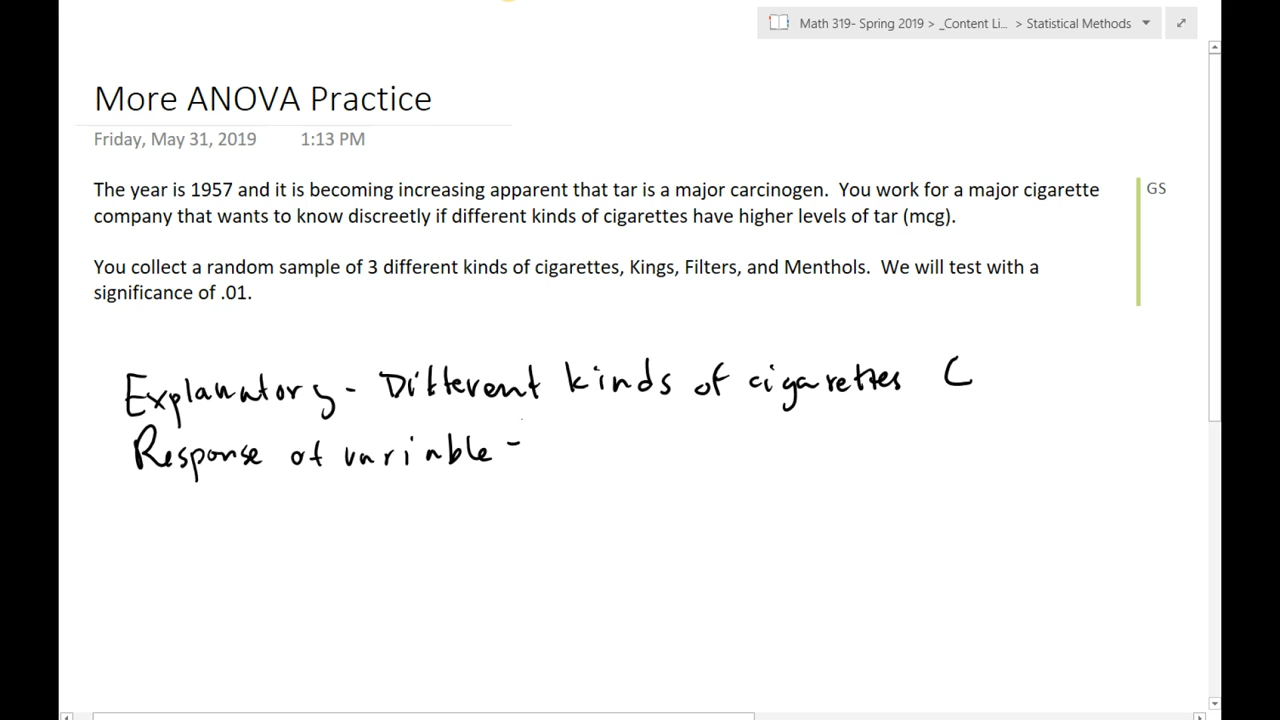 Math 319- Spring 2019 > _Content Li... > Statistical Methods
More ANOVA Practice
Friday, May 31, 2019 1:13 PM
The year is 1957 and it is becoming increasing apparent that tar is a major carcinogen. You work for a major cigarette
company that wants to know discreetly if different kinds of cigarettes have higher levels of tar (mcg).
GS
You collect a random sample of 3 different kinds of cigarettes, Kings, Filters, and Menthols. We will test with a
significance of .01.
Explanatory - Different kinds of cigarettes C
Response of variable -